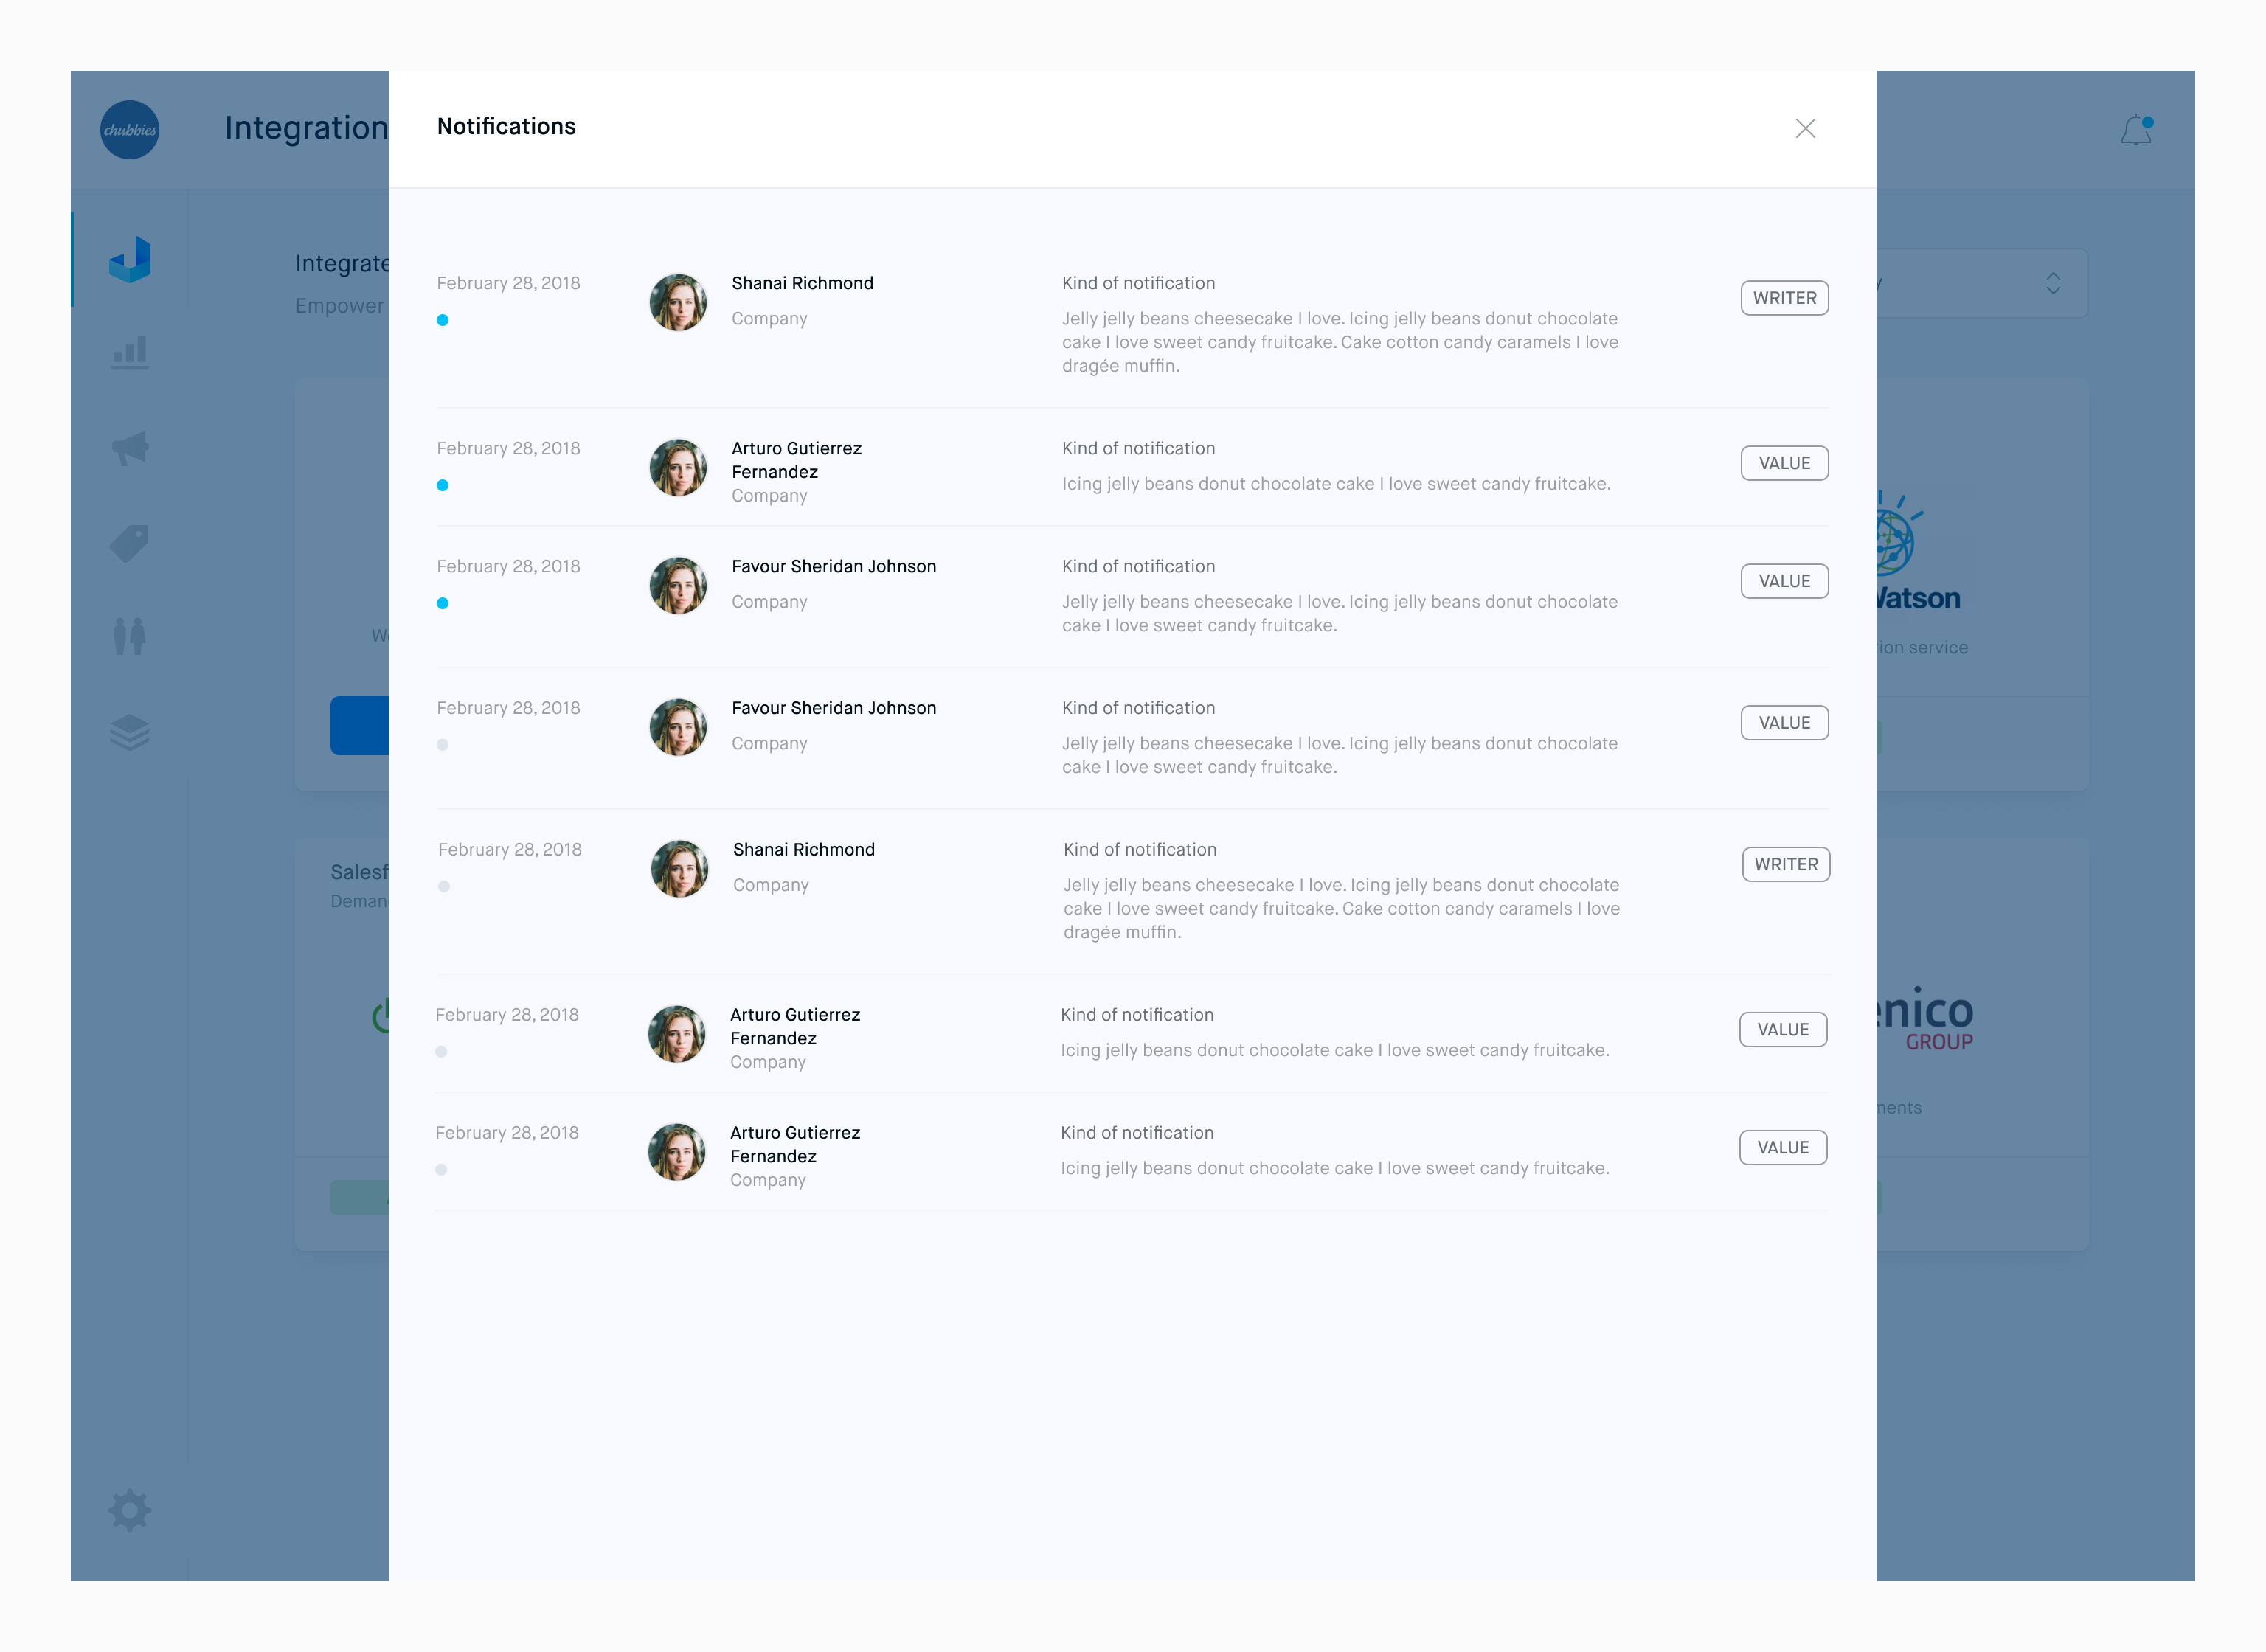 chubbies
Integration
Notifications
Integrate
Empower
February 28, 2018
Shanai Richmond
Company
Kind of notification
Jelly jelly beans cheesecake I love. Icing jelly beans donut chocolate
cake I love sweet candy fruitcake. Cake cotton candy caramels I love
dragée muffin.
WRITER
February 28, 2018
Arturo Gutierrez
Fernandez
Company
Kind of notification
Icing jelly beans donut chocolate cake I love sweet candy fruitcake.
VALUE
February 28, 2018
Favour Sheridan Johnson
Company
Kind of notification
Jelly jelly beans cheesecake I love. Icing jelly beans donut chocolate
cake I love sweet candy fruitcake.
VALUE
Watson
service
February 28, 2018
Favour Sheridan Johnson
Company
Kind of notification
Jelly jelly beans cheesecake I love. Icing jelly beans donut chocolate
cake I love sweet candy fruitcake.
VALUE
February 28, 2018
Shanai Richmond
Company
Kind of notification
Jelly jelly beans cheesecake I love. Icing jelly beans donut chocolate
cake I love sweet candy fruitcake. Cake cotton candy caramels I love
dragée muffin.
WRITER
Salesf
Deman
February 28, 2018
Arturo Gutierrez
Fernandez
Company
Kind of notification
Icing jelly beans donut chocolate cake I love sweet candy fruitcake.
VALUE
enico
GROUP
ments
February 28, 2018
Arturo Gutierrez
Fernandez
Company
Kind of notification
Icing jelly beans donut chocolate cake I love sweet candy fruitcake.
VALUE